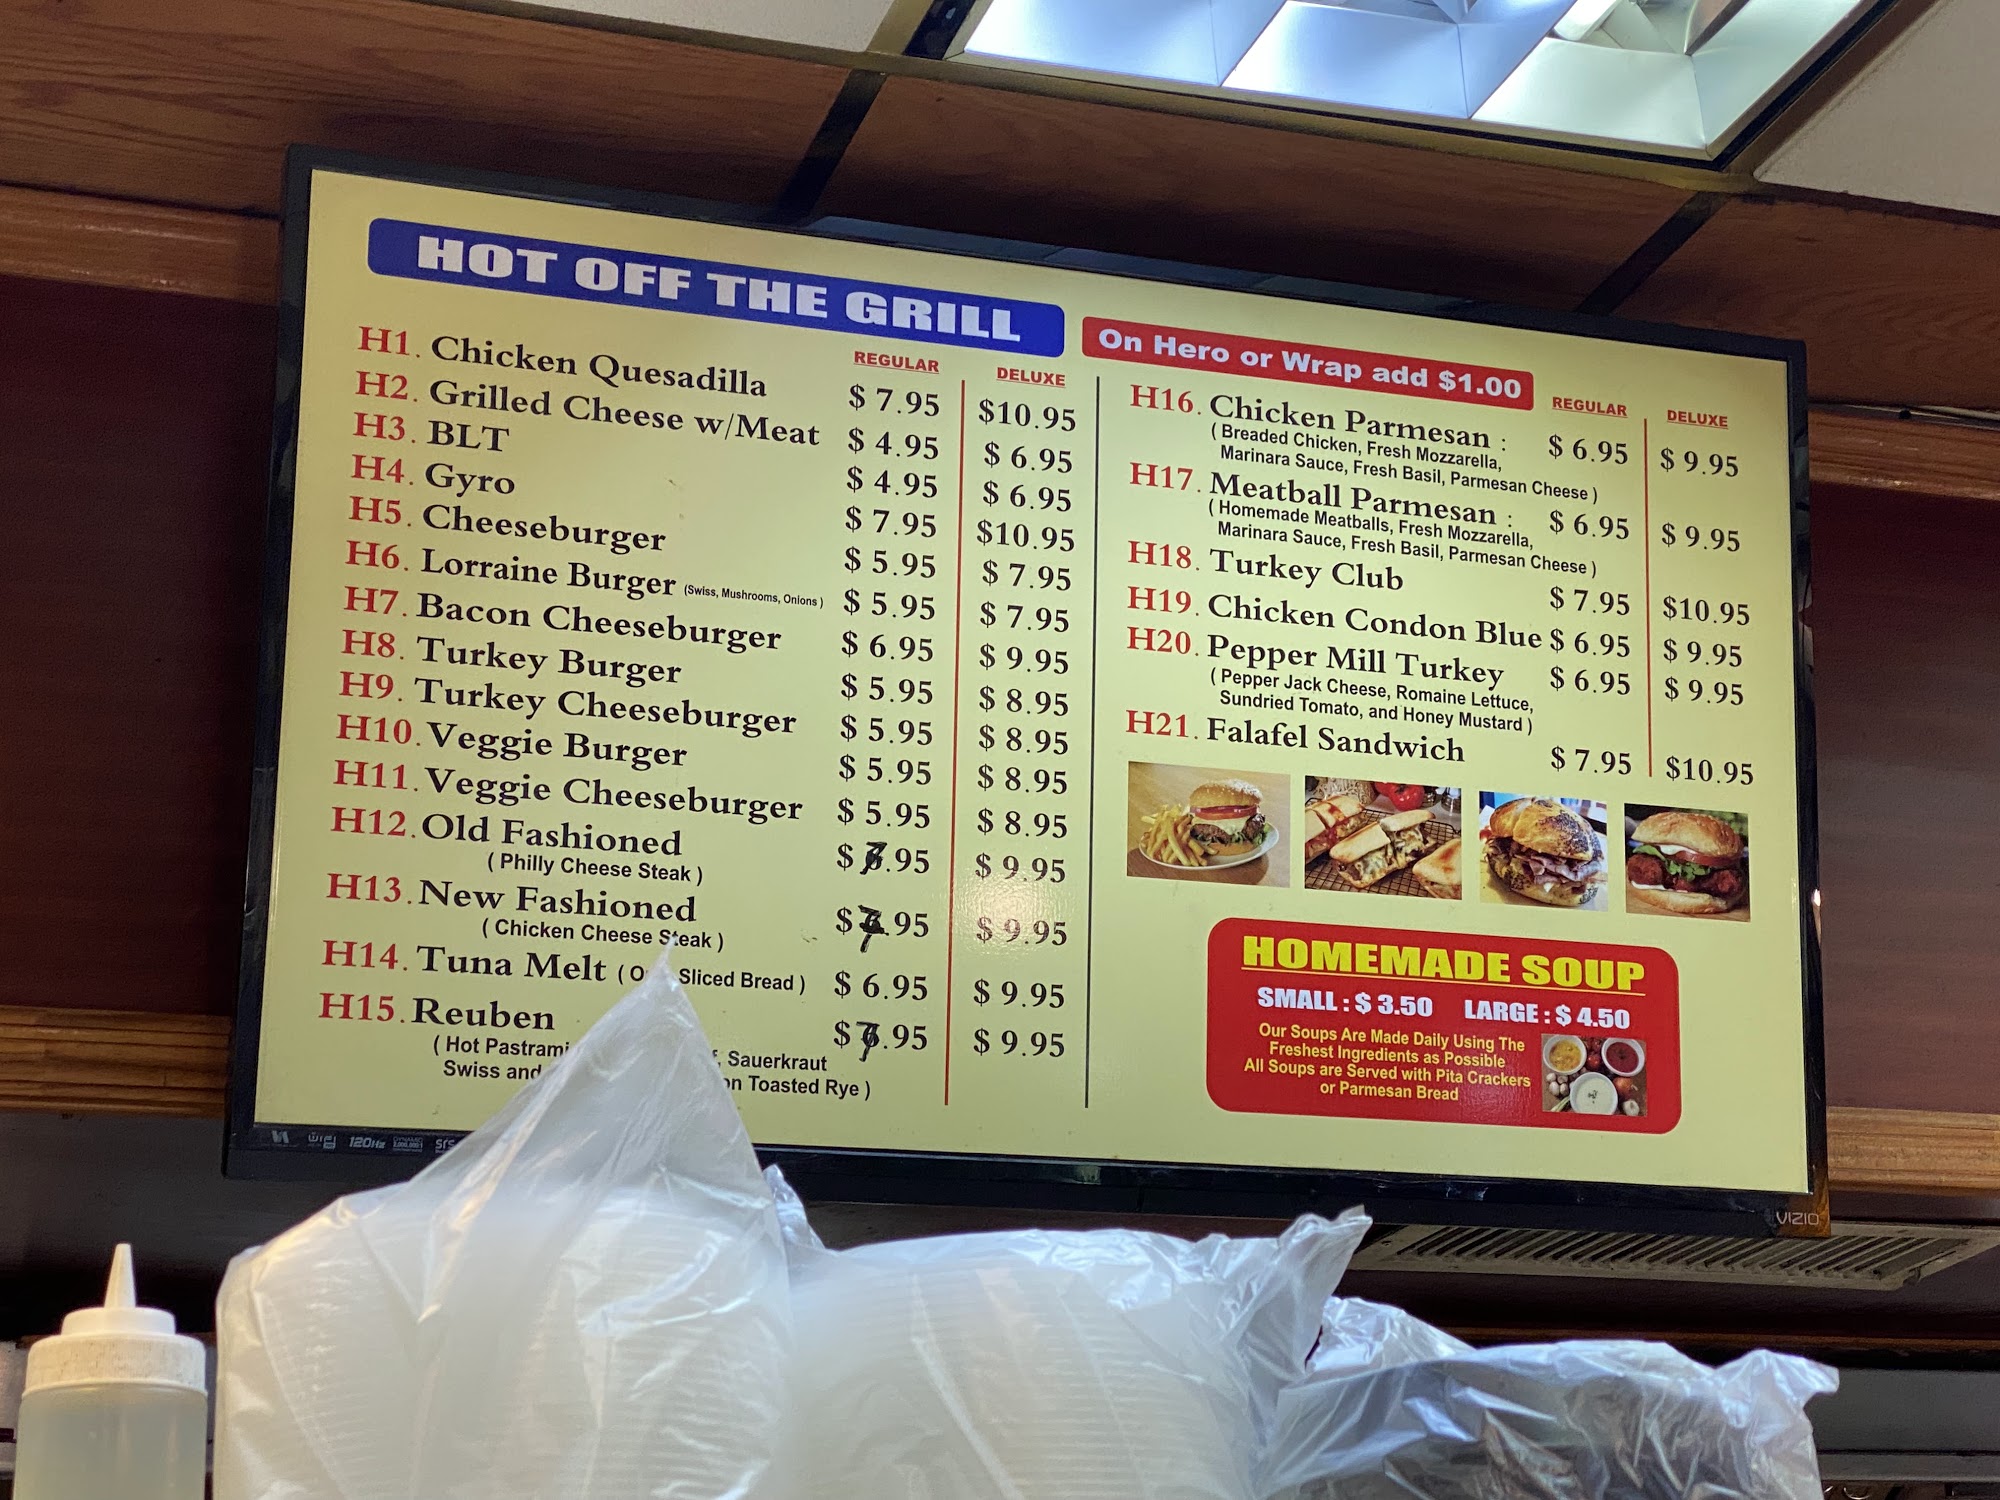 HOT OFF THE GRILL
On Hero or Wrap add $1.00
REGULAR DELUXE
H1. Chicken Quesadilla $ 7.95 $10.95
H2. Grilled Cheese w/Meat $ 4.95 $ 6.95
H3. BLT $ 4.95 $ 6.95
H4. Gyro $ 7.95 $10.95
H5. Cheeseburger $ 5.95 $ 7.95
H6. Lorraine Burger (Swiss, Mushrooms, Onions) $ 5.95 $ 7.95
H7. Bacon Cheeseburger $ 6.95 $ 9.95
H8. Turkey Burger $ 5.95 $ 8.95
H9. Turkey Cheeseburger $ 5.95 $ 8.95
H10. Veggie Burger $ 5.95 $ 8.95
H11. Veggie Cheeseburger $ 5.95 $ 8.95
H12. Old Fashioned $ 7.95 $ 9.95
( Philly Cheese Steak )
H13. New Fashioned $ 7.95 $ 9.95
( Chicken Cheese Steak )
H14. Tuna Melt ( Sliced Bread ) $ 6.95 $ 9.95
H15. Reuben $ 7.95 $ 9.95
( Hot Pastrami , Sauerkraut
Swiss and on Toasted Rye )
REGULAR DELUXE
H16. Chicken Parmesan : $ 6.95 $ 9.95
( Breaded Chicken, Fresh Mozzarella,
Marinara Sauce, Fresh Basil, Parmesan Cheese )
H17. Meatball Parmesan : $ 6.95 $ 9.95
( Homemade Meatballs, Fresh Mozzarella,
Marinara Sauce, Fresh Basil, Parmesan Cheese )
H18. Turkey Club $ 7.95 $10.95
H19. Chicken Condon Blue $ 6.95 $ 9.95
H20. Pepper Mill Turkey $ 6.95 $ 9.95
( Pepper Jack Cheese, Romaine Lettuce,
Sundried Tomato, and Honey Mustard )
H21. Falafel Sandwich $ 7.95 $10.95
HOMEMADE SOUP
SMALL : $ 3.50 LARGE : $ 4.50
Our Soups Are Made Daily Using The
Freshest Ingredients as Possible
All Soups are Served with Pita Crackers
or Parmesan Bread
120Hz
VIZIO